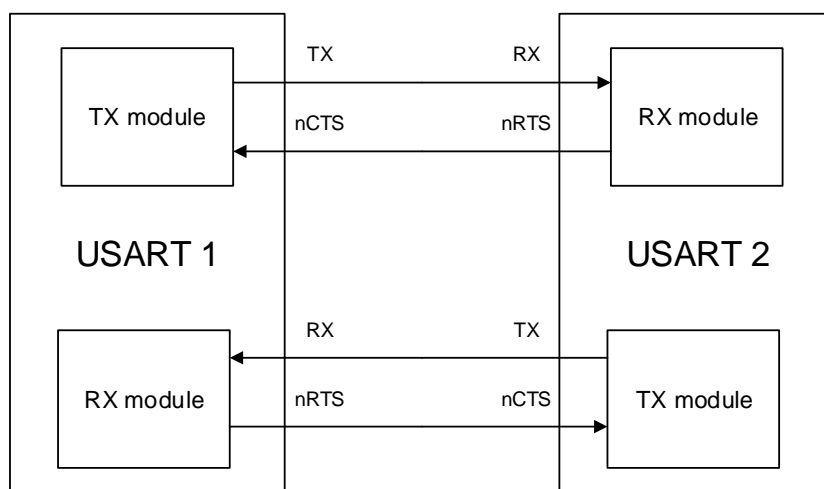 TX RX
TX module
nCTS nRTS
RX module
USART 1 USART 2
RX TX
RX module
nRTS nCTS
TX module